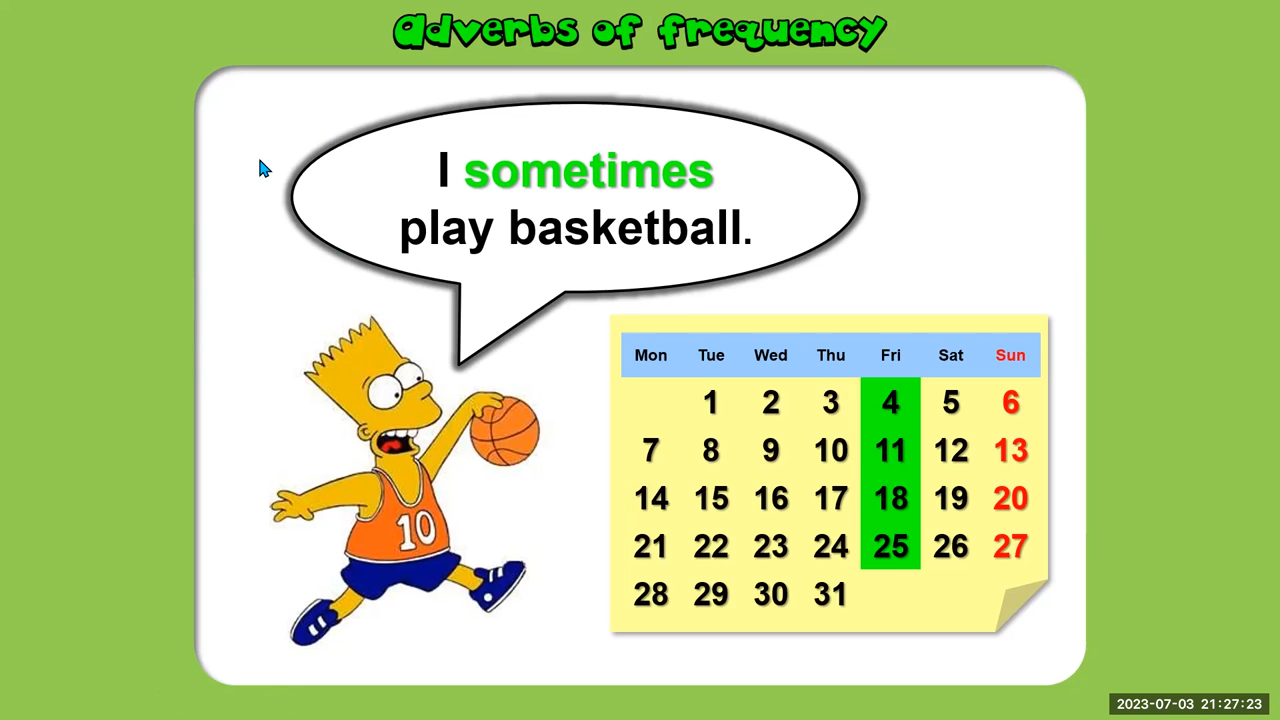 Adverbs of frequency
I sometimes
play basketball.
10
Mon Tue Wed Thu Fri Sat Sun
1 2 3 4 5 6
7 8 9 10 11 12 13
14 15 16 17 18 19 20
21 22 23 24 25 26 27
28 29 30 31
2023-07-03 21:27:23